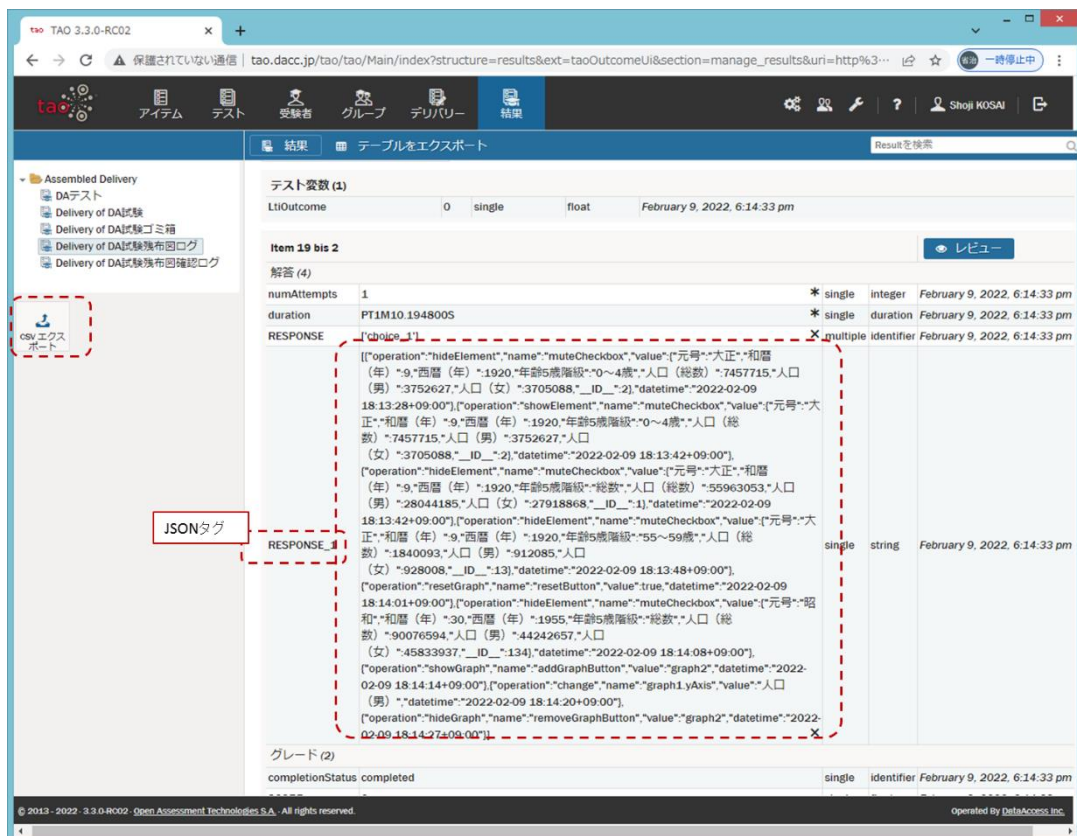 tao TAO 3.3.0-RC02
保護されていない通信 | tao.dacc.jp/tao/tao/Main/index?structure=results&ext=taoOutcomeUi&section=manage_results&uri=http%3…
一時停止中
tao
アイテム テスト 受験者 グループ デリバリー 結果
? Shoji KOSAI
結果 テーブルをエクスポート Resultを検索
Assembled Delivery
DAテスト
Delivery of DA試験
Delivery of DA試験ゴミ箱
Delivery of DA試験残布図ログ
Delivery of DA試験残布図確認ログ
csv エクス
ポート
テスト変数 (1)
LtiOutcome 0 single float February 9, 2022, 6:14:33 pm
Item 19 bis 2 レビュー
解答 (4)
numAttempts 1 single integer February 9, 2022, 6:14:33 pm
duration PT1M10.194800S single duration February 9, 2022, 6:14:33 pm
RESPONSE ['choice_1'] multiple identifier February 9, 2022, 6:14:33 pm
JSONタグ
RESPONSE_1 single string February 9, 2022, 6:14:33 pm
[{"operation":"hideElement","name":"muteCheckbox","value":{"元号":"大正","和暦
（年）":9,"西暦（年）":1920,"年齢5歳階級":"0～4歳","人口（総数）":7457715,"人口
（男）":3752627,"人口（女）":3705088,"__ID__":2},"datetime":"2022-02-09
18:13:28+09:00"},{"operation":"showElement","name":"muteCheckbox","value":{"元号":"大
正","和暦（年）":9,"西暦（年）":1920,"年齢5歳階級":"0～4歳","人口（総
数）":7457715,"人口（男）":3752627,"人口
（女）":3705088,"__ID__":2},"datetime":"2022-02-09 18:13:42+09:00"},
{"operation":"hideElement","name":"muteCheckbox","value":{"元号":"大正","和暦
（年）":9,"西暦（年）":1920,"年齢5歳階級":"総数","人口（総数）":55963053,"人口
（男）":28044185,"人口（女）":27918868,"__ID__":1},"datetime":"2022-02-09
18:13:42+09:00"},{"operation":"hideElement","name":"muteCheckbox","value":{"元号":"大
正","和暦（年）":9,"西暦（年）":1920,"年齢5歳階級":"55～59歳","人口（総
数）":1840093,"人口（男）":912085,"人口
（女）":928008,"__ID__":13},"datetime":"2022-02-09 18:13:48+09:00"},
{"operation":"resetGraph","name":"resetButton","value":true,"datetime":"2022-02-09
18:14:01+09:00"},{"operation":"hideElement","name":"muteCheckbox","value":{"元号":"昭
和","和暦（年）":30,"西暦（年）":1955,"年齢5歳階級":"総数","人口（総
数）":90076594,"人口（男）":44242657,"人口
（女）":45833937,"__ID__":134},"datetime":"2022-02-09 18:14:08+09:00"},
{"operation":"showGraph","name":"addGraphButton","value":"graph2","datetime":"2022-
02-09 18:14:14+09:00"},{"operation":"change","name":"graph1.yAxis","value":"人口
（男）","datetime":"2022-02-09 18:14:20+09:00"},
{"operation":"hideGraph","name":"removeGraphButton","value":"graph2","datetime":"2022-
02-09 18:14:27+09:00"}]
グレード (2)
completionStatus completed single identifier February 9, 2022, 6:14:33 pm
© 2013 - 2022 · 3.3.0-RC02 · Open Assessment Technologies S.A. · All rights reserved. Operated By DataAccess Inc.